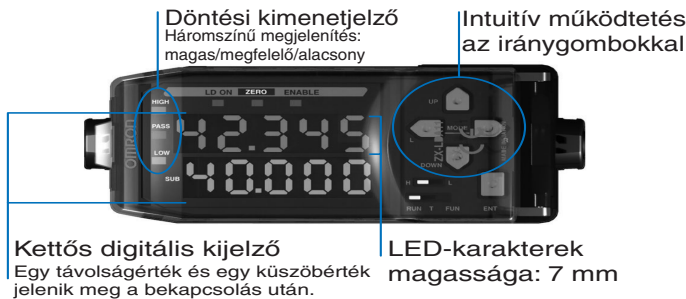 Döntési kimenetjelző
Háromszínű megjelenítés:
magas/megfelelő/alacsony
Intuitív működtetés
az iránygombokkal
LD ON ZERO ENABLE
HIGH
PASS
LOW
SUB
OMRON
42.345
40.000
UP
L MODE R
DOWN
H L
RUN T FUN ENT
Kettős digitális kijelző
Egy távolságérték és egy küszöbérték
jelenik meg a bekapcsolás után.
LED-karakterek
magassága: 7 mm